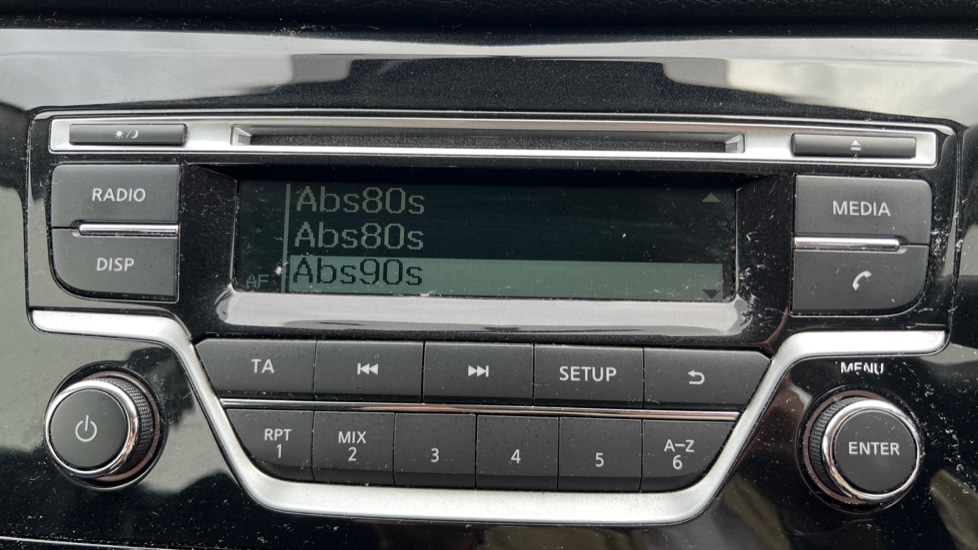 RADIO
DISP
Abs80s
Abs80s
AF Abs90s
MEDIA
TA
SETUP
MENU
RPT
1
MIX
2
3
4
5
A-Z
6
ENTER